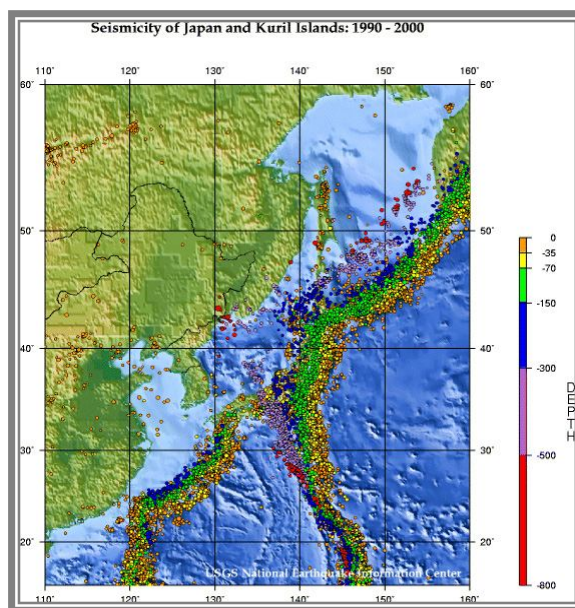 Seismicity of Japan and Kuril Islands: 1990 - 2000
110˚ 120˚ 130˚ 140˚ 150˚ 160˚
60˚ 60˚
50˚ 50˚
40˚ 40˚
30˚ 30˚
20˚ 20˚
110˚ 120˚ 130˚ 140˚ 150˚ 160˚
USGS National Earthquake Information Center
0
-35
-70
-150
-300
-500
-800
DEPTH